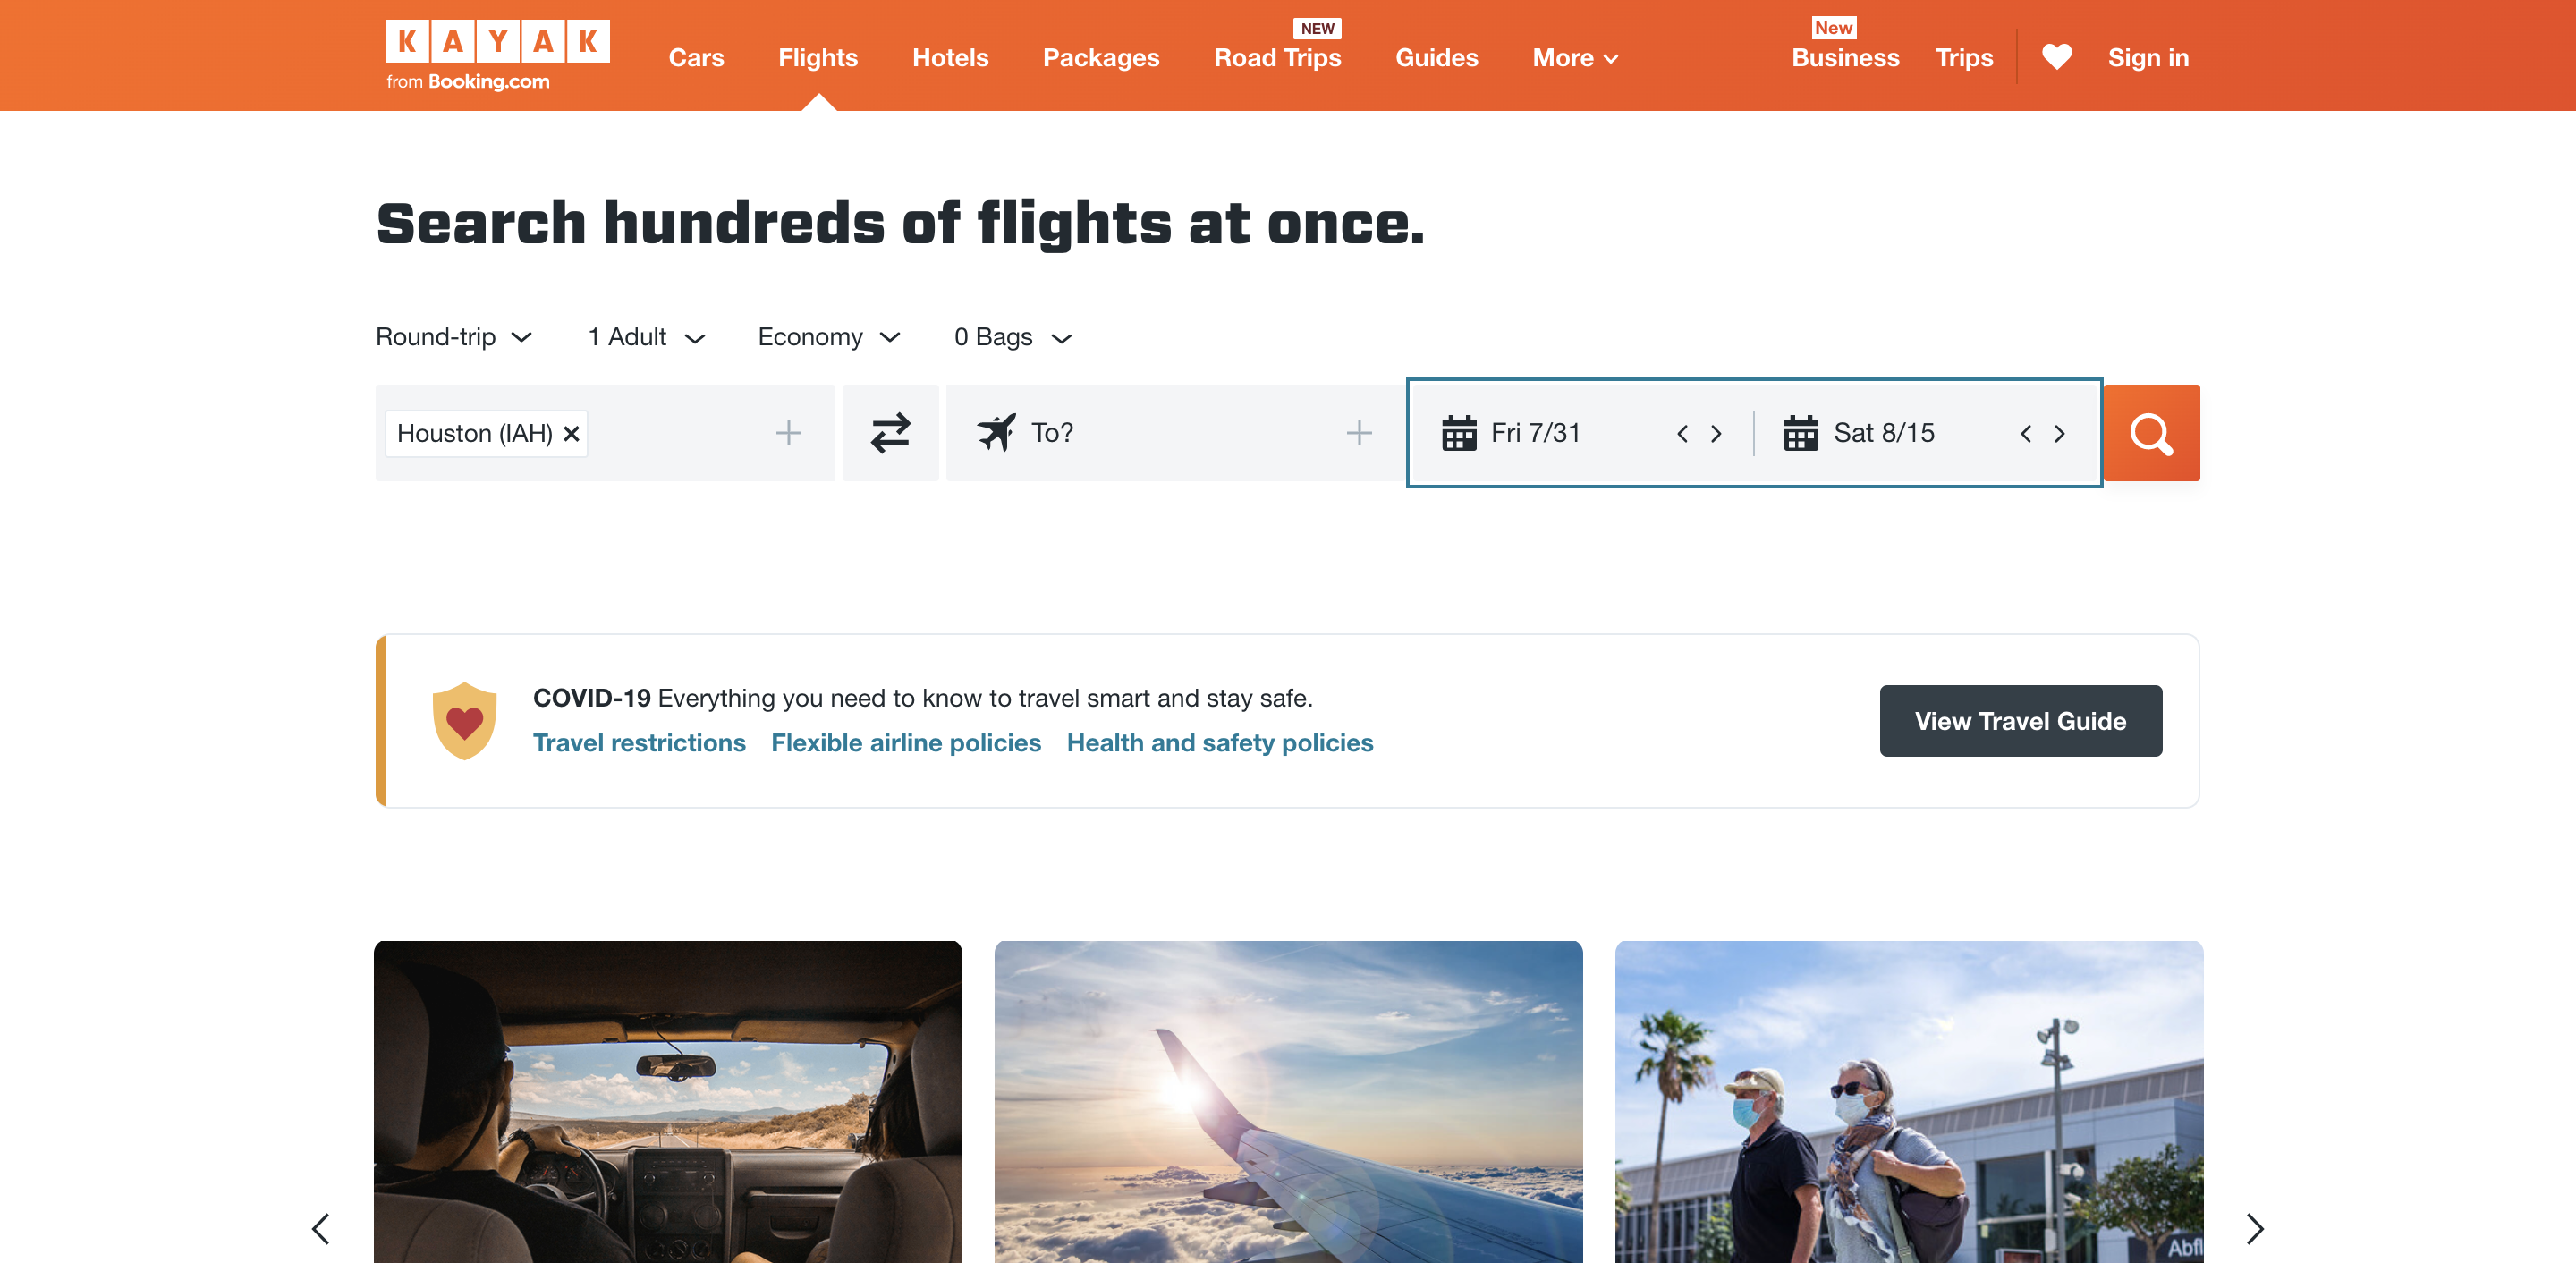 KAYAK
from Booking.com
Cars Flights Hotels Packages Road Trips NEW Guides More Business New Trips Sign in
Search hundreds of flights at once.
Round-trip 1 Adult Economy 0 Bags
Houston (IAH) To? Fri 7/31 Sat 8/15
COVID-19 Everything you need to know to travel smart and stay safe.
Travel restrictions Flexible airline policies Health and safety policies
View Travel Guide
Abfl